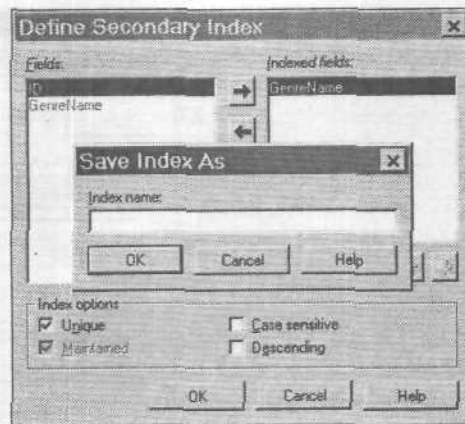 Define Secondary Index
Fields:
Indexed fields:
ID
GenreName
GenreName
Save Index As
Index name:
OK
Cancel
Help
Index options
Unique
Case sensitive
Maintained
Descending
OK
Cancel
Help